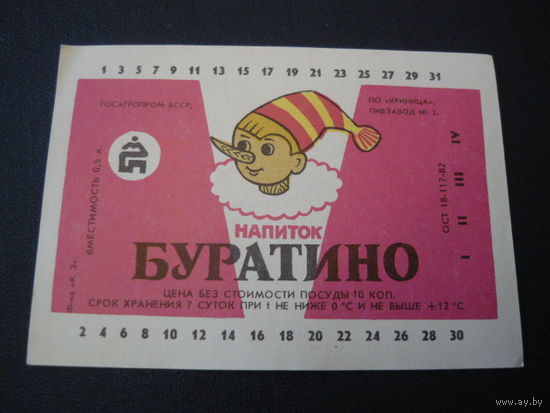 1 3 5 7 9 11 13 15 17 19 21 23 25 27 29 31
ГОСАГРОПРОМ БССР,
ПО «КРИНИЦА»,
ПИВЗАВОД № 2.
ВМЕСТИМОСТЬ 0,5 л.
ОСТ 18-117-82
I II III IV
НАПИТОК
БУРАТИНО
ЦЕНА БЕЗ СТОИМОСТИ ПОСУДЫ 10 КОП.
СРОК ХРАНЕНИЯ 7 СУТОК ПРИ t НЕ НИЖЕ 0 °С И НЕ ВЫШЕ +12 °С
2 4 6 8 10 12 14 16 18 20 22 24 26 28 30
www.ay.by